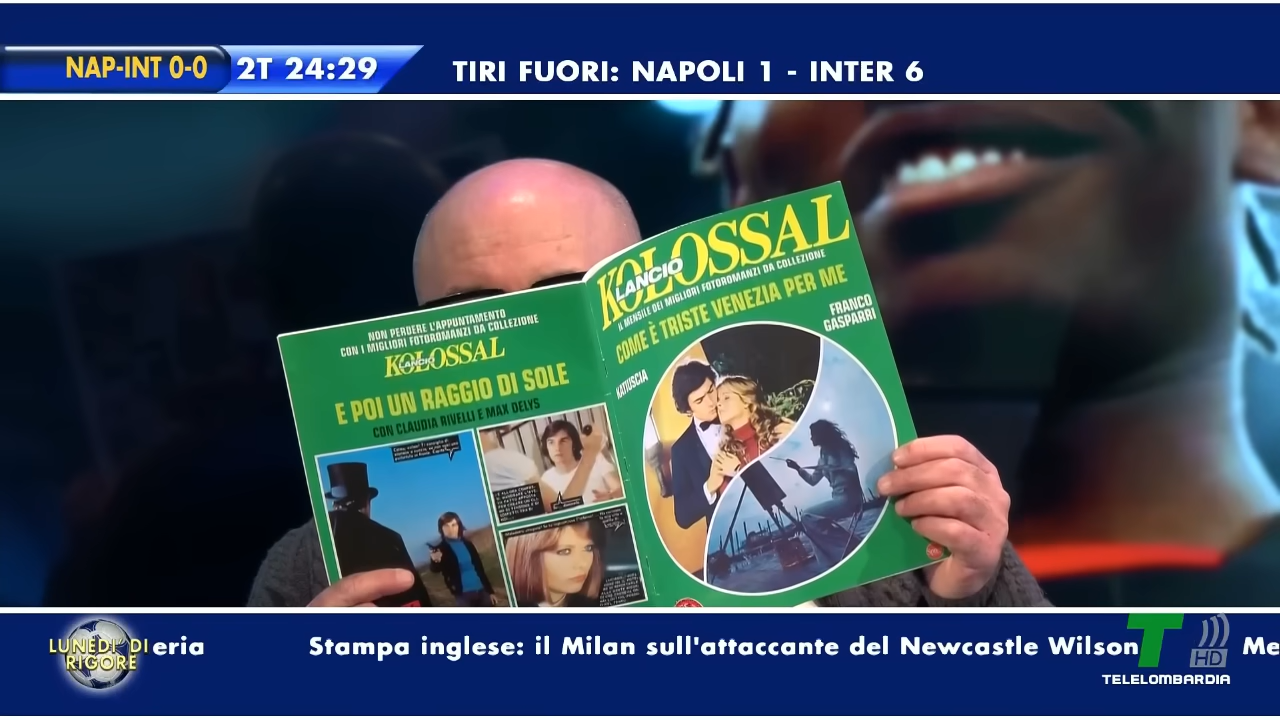 NAP-INT 0-0
2T 24:29
TIRI FUORI: NAPOLI 1 - INTER 6
NON PERDERE L'APPUNTAMENTO
CON I MIGLIORI FOTOROMANZI DA COLLEZIONE
KOLOSSAL
LANCIO
E POI UN RAGGIO DI SOLE
CON CLAUDIA RIVELLI E MAX DELYS
KOLOSSAL
LANCIO
IL MENSILE DEI MIGLIORI FOTOROMANZI DA COLLEZIONE
COME È TRISTE VENEZIA PER ME
FRANCO
GASPARRI
KATIUSCIA
LUNEDI' DI
RIGORE
eria Stampa inglese: il Milan sull'attaccante del Newcastle Wilson Me
T HD
TELELOMBARDIA